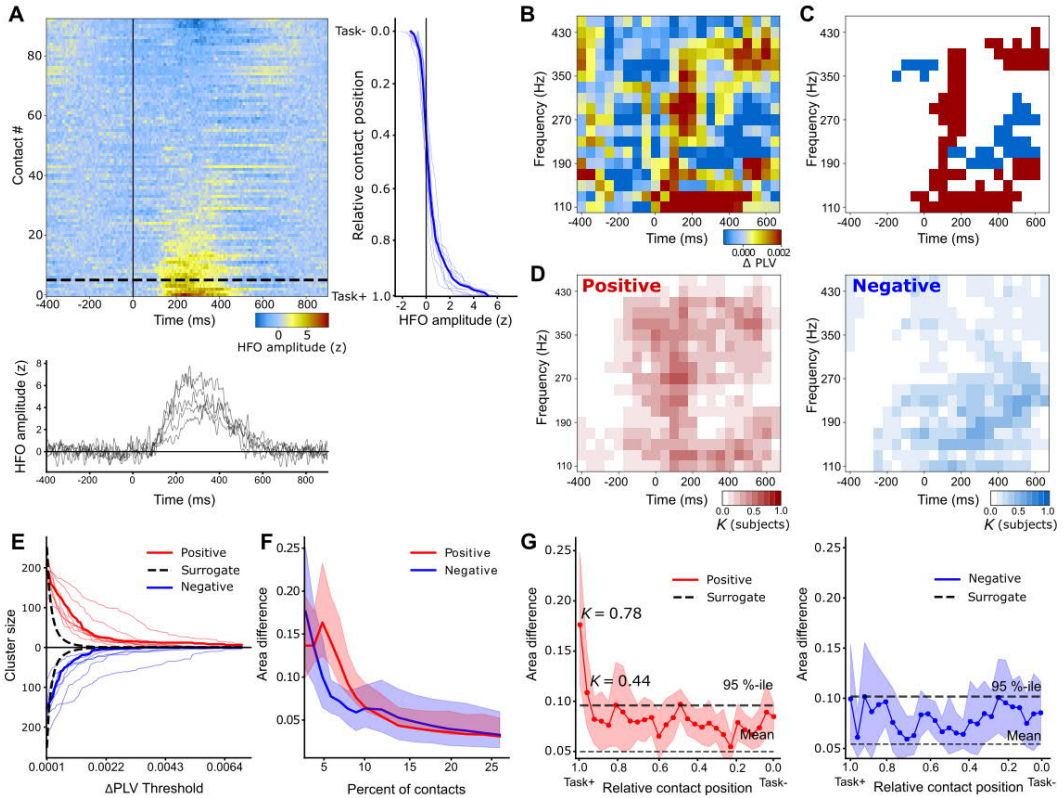 A
Contact #
80
60
40
20
0
-400 -200 0 200 400 600 800
Time (ms)
0 5
HFO amplitude (z)
Relative contact position
Task- 0.0
0.2
0.4
0.6
0.8
Task+ 1.0
-2 0 2 4 6
HFO amplitude (z)
HFO amplitude (z)
8
6
4
2
0
-400 -200 0 200 400 600 800
Time (ms)
B
Frequency (Hz)
430
350
270
190
110
-400 -200 0 200 400 600
Time (ms)
0.000 0.002
Δ PLV
C
Frequency (Hz)
430
350
270
190
110
-400 -200 0 200 400 600
Time (ms)
D
Positive
Frequency (Hz)
430
350
270
190
110
-400 -200 0 200 400 600
Time (ms)
0.0 0.5 1.0
K (subjects)
Negative
Frequency (Hz)
430
350
270
190
110
-400 -200 0 200 400 600
Time (ms)
0.0 0.5 1.0
K (subjects)
E
Cluster size
200
100
0
100
200
Positive
Surrogate
Negative
0.0001 0.0022 0.0043 0.0064
ΔPLV Threshold
F
Area difference
0.25
0.20
0.15
0.10
0.05
Positive
Negative
5 10 15 20 25
Percent of contacts
G
Area difference
0.25
0.20
0.15
0.10
0.05
Positive
Surrogate
K = 0.78
K = 0.44
95 %-ile
Mean
1.0 0.8 0.6 0.4 0.2 0.0
Task+ Relative contact position Task-
Area difference
0.25
0.20
0.15
0.10
0.05
Negative
Surrogate
95 %-ile
Mean
1.0 0.8 0.6 0.4 0.2 0.0
Task+ Relative contact position Task-